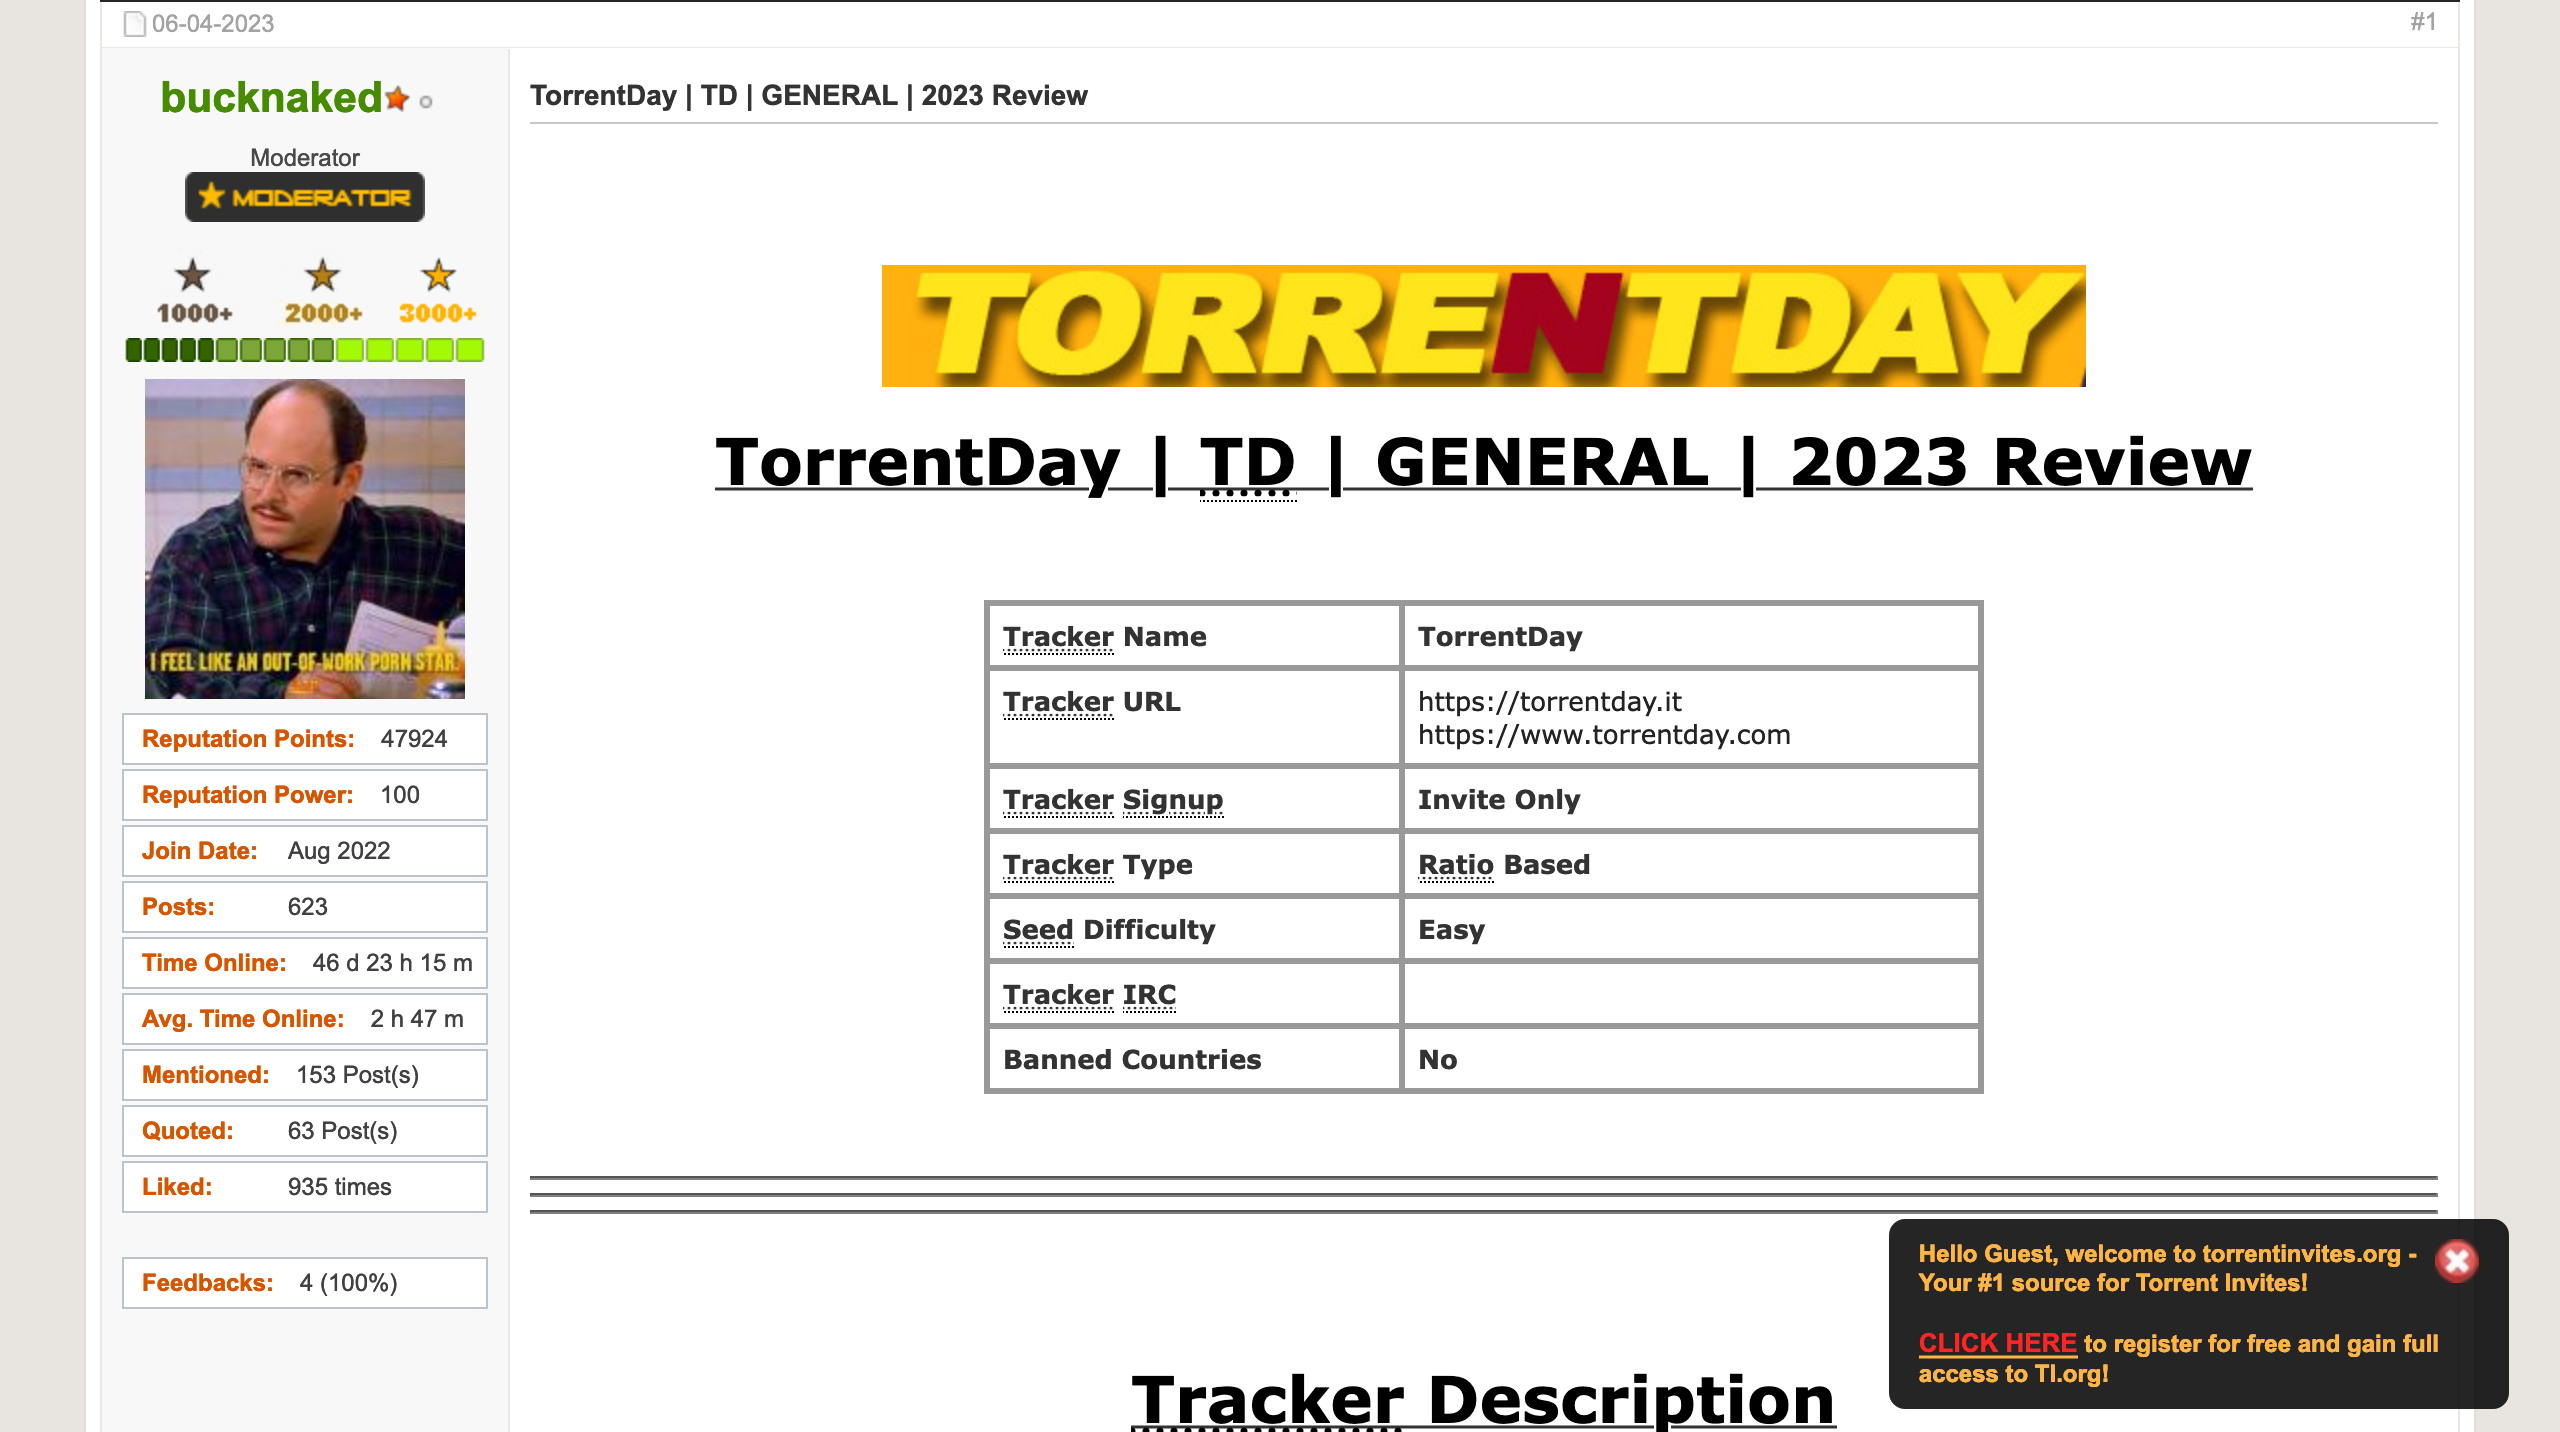 06-04-2023
#1
bucknaked
Moderator
MODERATOR
1000+ 2000+ 3000+
I FEEL LIKE AN OUT-OF-WORK PORN STAR.
Reputation Points: 47924
Reputation Power: 100
Join Date: Aug 2022
Posts: 623
Time Online: 46 d 23 h 15 m
Avg. Time Online: 2 h 47 m
Mentioned: 153 Post(s)
Quoted: 63 Post(s)
Liked: 935 times
Feedbacks: 4 (100%)
TorrentDay | TD | GENERAL | 2023 Review
TORRENTDAY
TorrentDay | TD | GENERAL | 2023 Review
Tracker Name TorrentDay
Tracker URL https://torrentday.it
https://www.torrentday.com
Tracker Signup Invite Only
Tracker Type Ratio Based
Seed Difficulty Easy
Tracker IRC
Banned Countries No
Tracker Description
Hello Guest, welcome to torrentinvites.org -
Your #1 source for Torrent Invites!
CLICK HERE to register for free and gain full
access to TI.org!